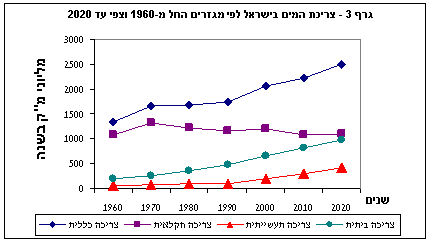 גרף 3 - צריכת המים בישראל לפי מגזרים החל מ-1960 וצפי עד 2020
מליוני מ"ק בשנה
3000
2500
2000
1500
1000
500
0
1960 1970 1980 1990 2000 2010 2020
שנים
צריכה כללית צריכה חקלאית צריכה תעשייתית צריכה ביתית